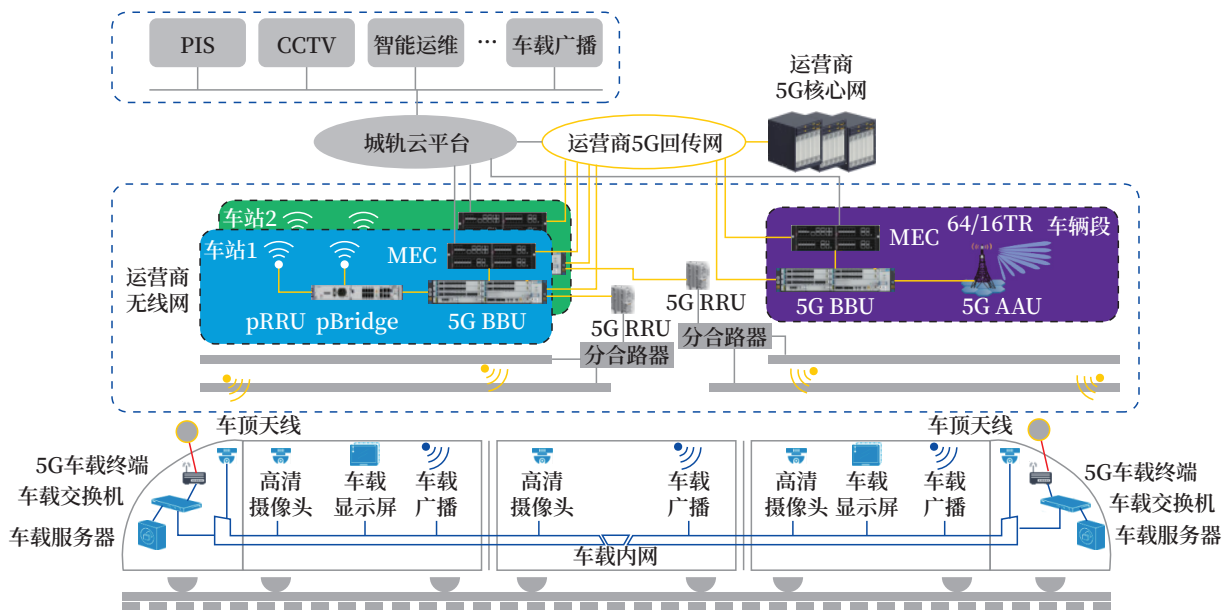 PIS
CCTV
智能运维
…
车载广播
运营商
5G核心网
城轨云平台
运营商5G回传网
车站2
车站1
MEC
运营商
无线网
pRRU
pBridge
5G BBU
5G RRU
分合路器
5G RRU
分合路器
64/16TR
车辆段
MEC
5G BBU
5G AAU
车顶天线
车顶天线
5G车载终端
车载交换机
车载服务器
高清
摄像头
车载
显示屏
车载
广播
高清
摄像头
车载
广播
高清
摄像头
车载
显示屏
车载
广播
5G车载终端
车载交换机
车载服务器
车载内网